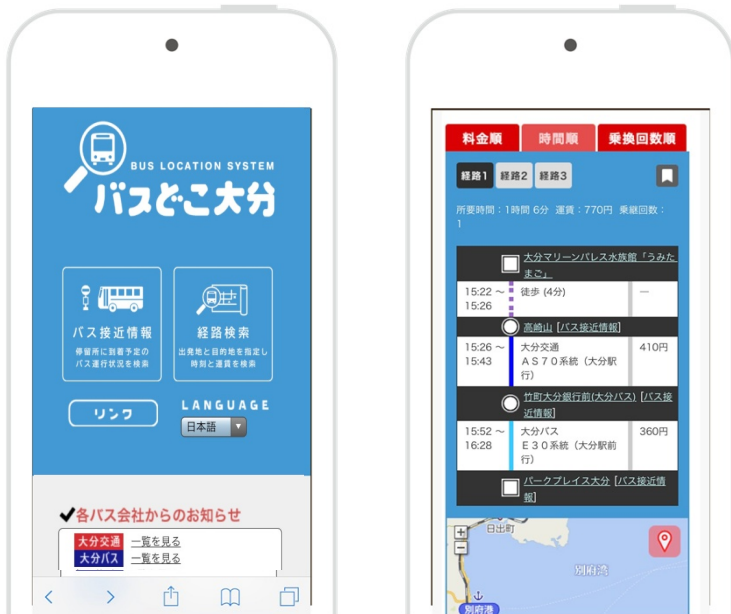 BUS LOCATION SYSTEM
バスどこ大分
バス接近情報
停留所に到着予定の
バス運行状況を検索
経路検索
出発地と目的地を指定し
時刻と運賃を検索
リンク
LANGUAGE
日本語
各バス会社からのお知らせ
大分交通 一覧を見る
大分バス 一覧を見る
料金順 時間順 乗換回数順
経路1 経路2 経路3
所要時間：1時間 6分 運賃：770円 乗継回数：
1
大分マリーンパレス水族館「うみた
まご」
15:22 ～ 徒歩 (4分) —
15:26
高崎山 [バス接近情報]
15:26 ～ 大分交通 410円
15:43 ＡＳ７０系統（大分駅
行）
竹町大分銀行前(大分バス) [バス接
近情報]
15:52 ～ 大分バス 360円
16:28 Ｅ３０系統（大分駅前
行）
パークプレイス大分 [バス接近情
報]
日出町
別府湾
別府港